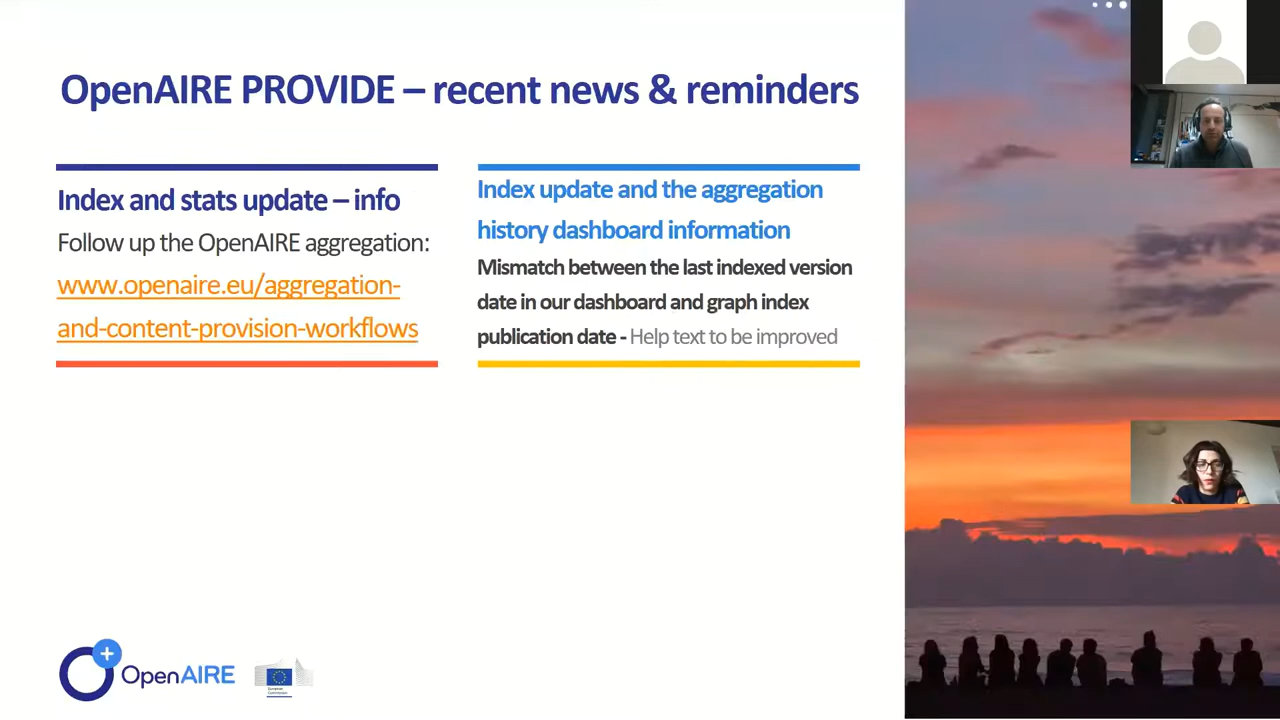 OpenAIRE PROVIDE – recent news & reminders
Index and stats update – info
Follow up the OpenAIRE aggregation:
www.openaire.eu/aggregation-
and-content-provision-workflows
Index update and the aggregation
history dashboard information
Mismatch between the last indexed version
date in our dashboard and graph index
publication date - Help text to be improved
OpenAIRE
European
Commission